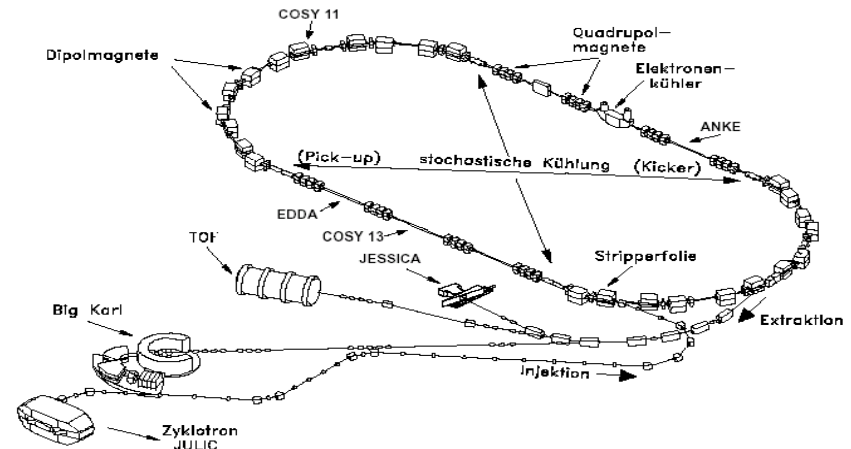 COSY 11
Dipolmagnete
Quadrupol-
magnete
Elektronen-
kühler
ANKE
(Pick-up) stochastische Kühlung (Kicker)
EDDA
COSY 13
TOF
JESSICA
Stripperfolie
Big Karl
Extraktion
Injektion
Zyklotron
JULIC